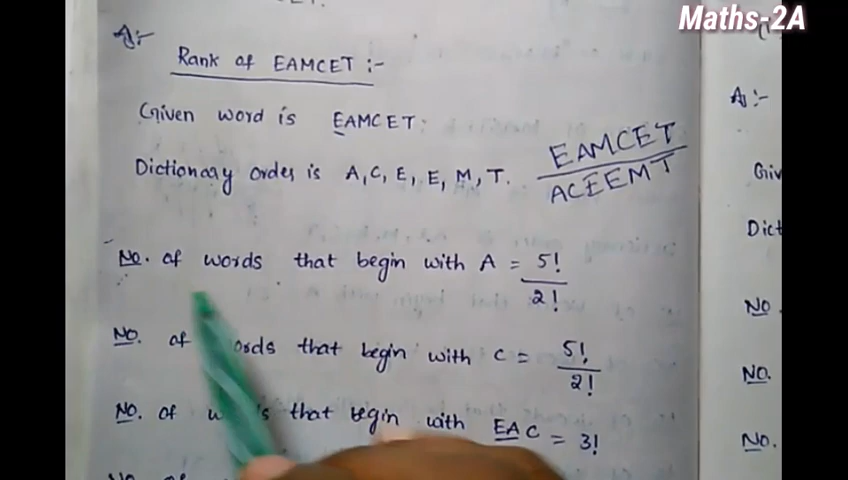 Maths-2A
A:-
Rank of EAMCET :-
Given word is EAMCET:
Dictionary order is A, C, E, E, M, T.
EAMCET
ACEEMT
No. of words that begin with A = 5!
2!
No. of ords that begin with C = 5!
2!
No. of that begin with EAC = 3!
A:-
Giv
Dict
No.
No.
No.